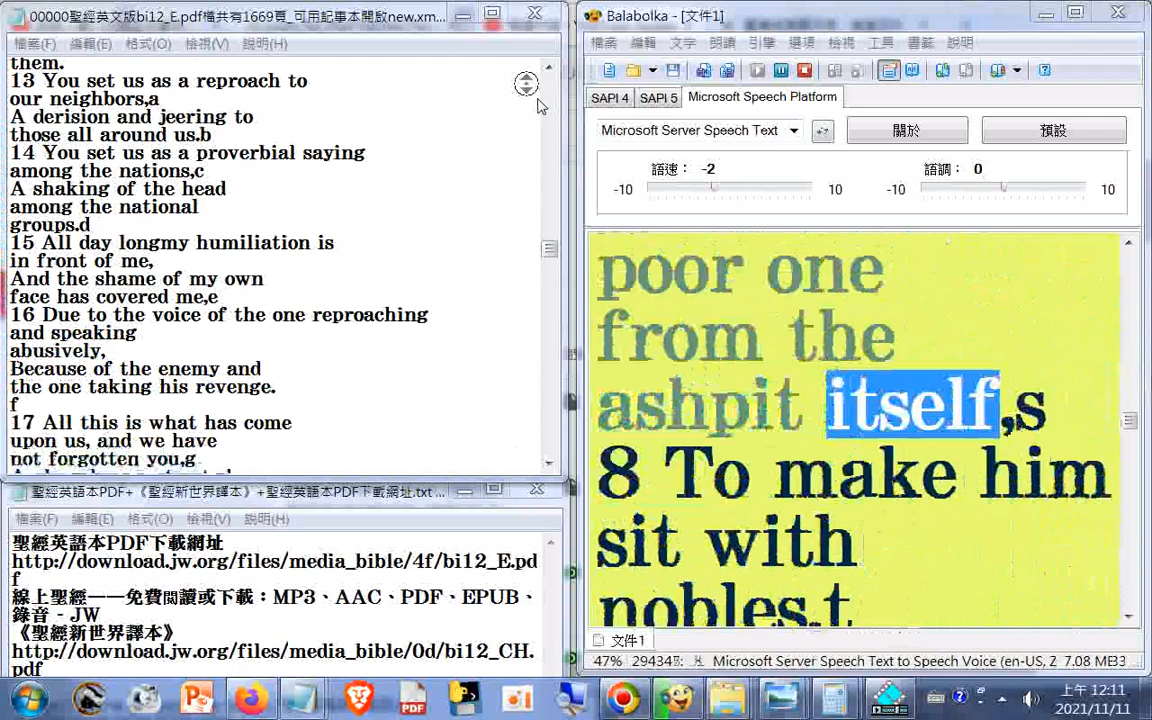 00000聖經英文版bi12_E.pdf檔共有1669頁_可用記事本開啟new.xm...
檔案(F) 編輯(E) 格式(O) 檢視(V) 說明(H)
them.
13 You set us as a reproach to
our neighbors,a
A derision and jeering to
those all around us.b
14 You set us as a proverbial saying
among the nations,c
A shaking of the head
among the national
groups.d
15 All day longmy humiliation is
in front of me,
And the shame of my own
face has covered me,e
16 Due to the voice of the one reproaching
and speaking
abusively,
Because of the enemy and
the one taking his revenge.
f
17 All this is what has come
upon us, and we have
not forgotten you,g
聖經英語本PDF+《聖經新世界譯本》+聖經英語本PDF下載網址.txt ...
檔案(F) 編輯(E) 格式(O) 檢視(V) 說明(H)
聖經英語本PDF下載網址
http://download.jw.org/files/media_bible/4f/bi12_E.pd
f
線上聖經——免費閱讀或下載：MP3、AAC、PDF、EPUB、
錄音 - JW
《聖經新世界譯本》
http://download.jw.org/files/media_bible/0d/bi12_CH.
pdf
Balabolka - [文件1]
檔案 編輯 文字 朗讀 引擎 選項 檢視 工具 書籤 說明
SAPI 4 SAPI 5 Microsoft Speech Platform
Microsoft Server Speech Text 關於 預設
語速： -2 語調： 0
-10 10 -10 10
poor one
from the
ashpit itself,s
8 To make him
sit with
nobles,t
文件1
47% Microsoft Server Speech Text to Speech Voice (en-US, Z 7.08 MB
上午 12:11
2021/11/11